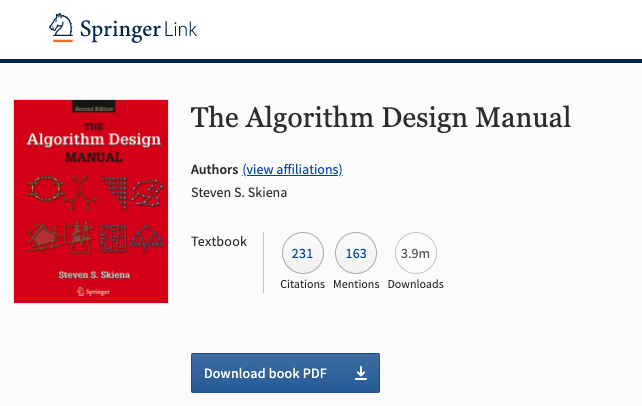 Springer Link
Second Edition
THE
Algorithm Design
MANUAL
Steven S. Skiena
Springer
The Algorithm Design Manual
Authors (view affiliations)
Steven S. Skiena
Textbook
231
163
3.9m
Citations
Mentions
Downloads
Download book PDF